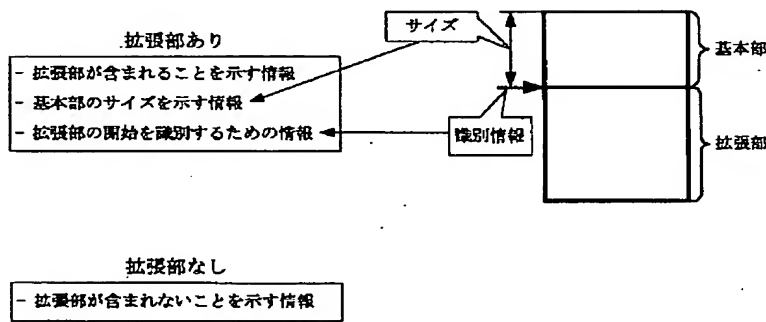 拡張部あり
- 拡張部が含まれることを示す情報
- 基本部のサイズを示す情報
- 拡張部の開始を識別するための情報
サイズ
識別情報
基本部
拡張部
拡張部なし
- 拡張部が含まれないことを示す情報